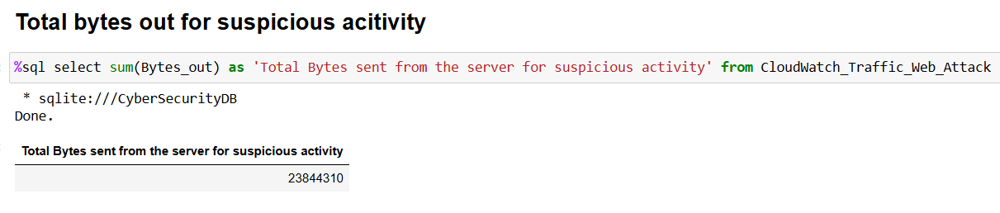 Total bytes out for suspicious acitivity
%sql select sum(Bytes_out) as 'Total Bytes sent from the server for suspicious activity' from CloudWatch_Traffic_Web_Attack
* sqlite:///CyberSecurityDB
Done.
Total Bytes sent from the server for suspicious activity
23844310